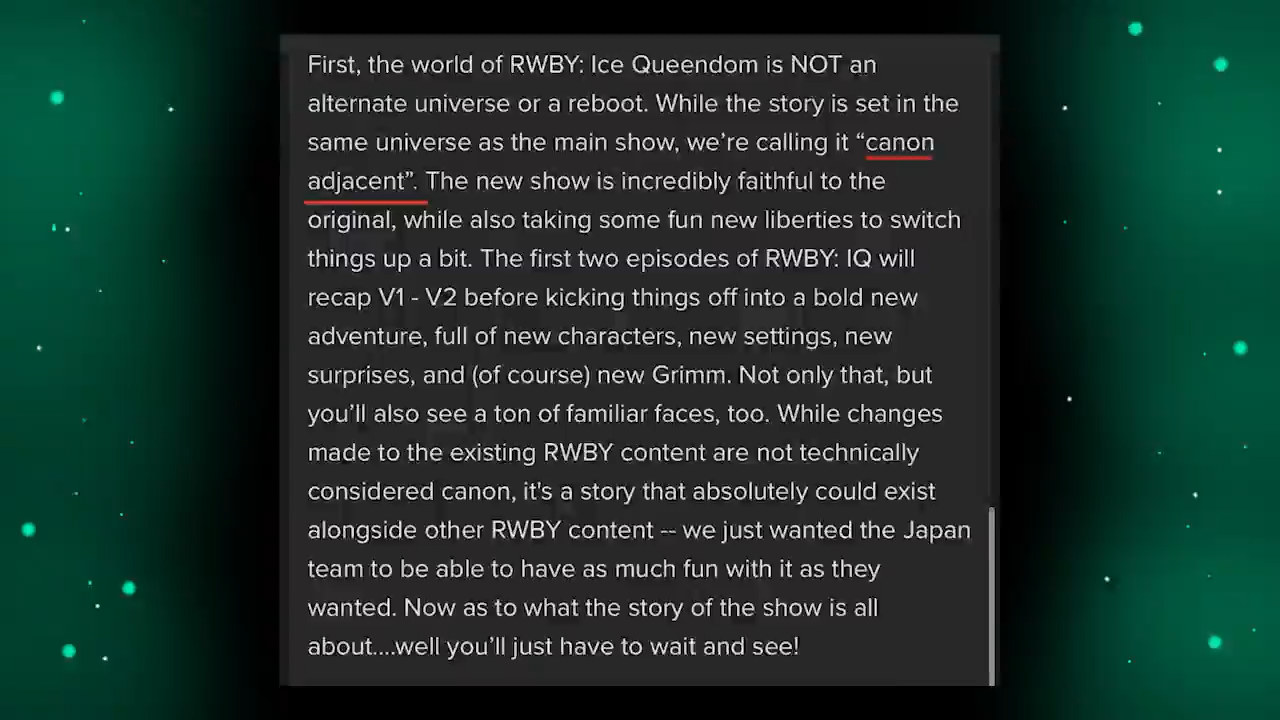 First, the world of RWBY: Ice Queendom is NOT an
alternate universe or a reboot. While the story is set in the
same universe as the main show, we’re calling it “canon
adjacent”. The new show is incredibly faithful to the
original, while also taking some fun new liberties to switch
things up a bit. The first two episodes of RWBY: IQ will
recap V1 - V2 before kicking things off into a bold new
adventure, full of new characters, new settings, new
surprises, and (of course) new Grimm. Not only that, but
you’ll also see a ton of familiar faces, too. While changes
made to the existing RWBY content are not technically
considered canon, it's a story that absolutely could exist
alongside other RWBY content -- we just wanted the Japan
team to be able to have as much fun with it as they
wanted. Now as to what the story of the show is all
about....well you’ll just have to wait and see!